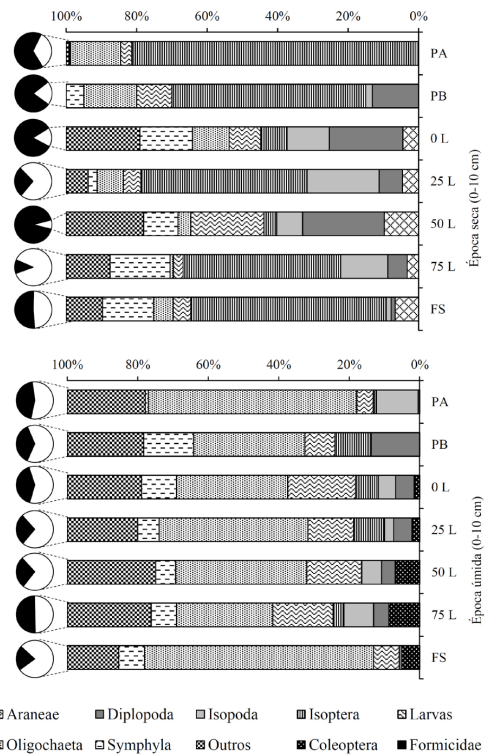 100% 80% 60% 40% 20% 0%
PA
PB
0 L
25 L
50 L
75 L
FS
Época seca (0-10 cm)
100% 80% 60% 40% 20% 0%
PA
PB
0 L
25 L
50 L
75 L
FS
Época úmida (0-10 cm)
Araneae Diplopoda Isopoda Isoptera Larvas
Oligochaeta Symphyla Outros Coleoptera Formicidae